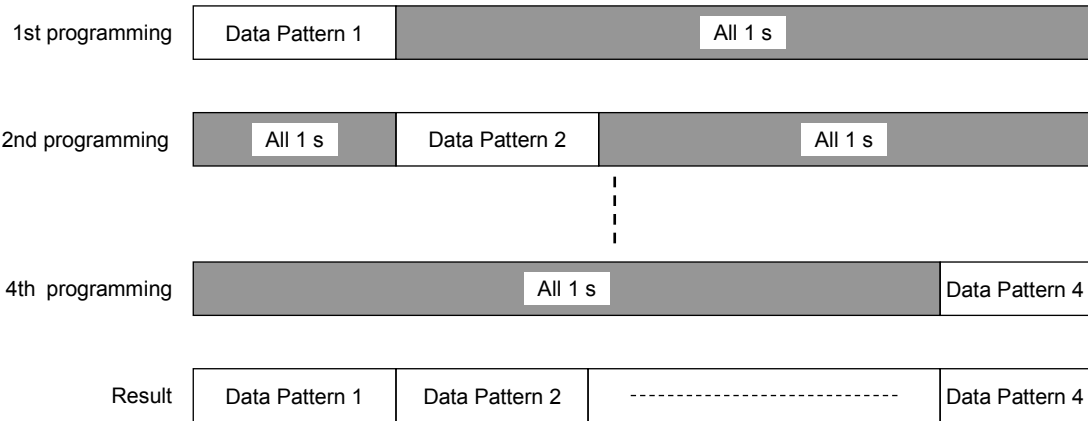 1st programming Data Pattern 1 All 1 s
2nd programming All 1 s Data Pattern 2 All 1 s
4th programming All 1 s Data Pattern 4
Result Data Pattern 1 Data Pattern 2 Data Pattern 4